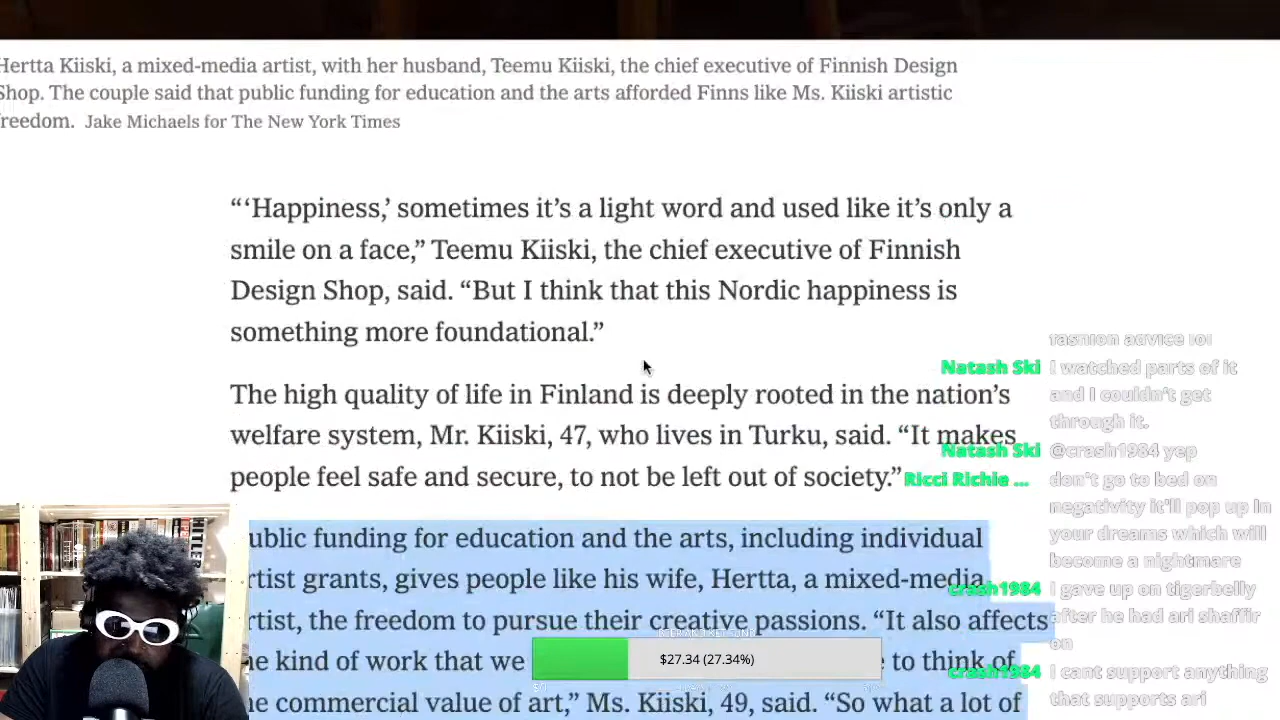 Hertta Kiiski, a mixed-media artist, with her husband, Teemu Kiiski, the chief executive of Finnish Design
Shop. The couple said that public funding for education and the arts afforded Finns like Ms. Kiiski artistic
freedom. Jake Michaels for The New York Times
“‘Happiness,’ sometimes it’s a light word and used like it’s only a
smile on a face,” Teemu Kiiski, the chief executive of Finnish
Design Shop, said. “But I think that this Nordic happiness is
something more foundational.”
The high quality of life in Finland is deeply rooted in the nation’s
welfare system, Mr. Kiiski, 47, who lives in Turku, said. “It makes
people feel safe and secure, to not be left out of society.”
ublic funding for education and the arts, including individual
rtist grants, gives people like his wife, Hertta, a mixed-media
rtist, the freedom to pursue their creative passions. “It also affects
he kind of work that we
to think of
he commercial value of art,” Ms. Kiiski, 49, said. “So what a lot of
$27.34 (27.34%)
fashion advice lol
Natash Ski I watched parts of it
and I couldn't get
through it.
Natash Ski @crash1984 yep
Ricci Richie ... don't go to bed on
negativity it'll pop up in
your dreams which will
become a nightmare
crash1984 I gave up on tigerbelly
after he had ari shaffir
on
crash1984 I cant support anything
that supports ari